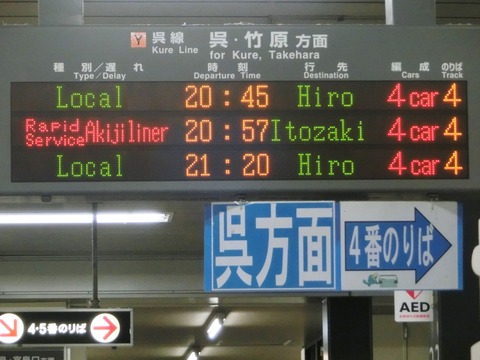 Y 呉線 呉・竹原 方面
Kure Line for Kure, Takehara
種別/遅れ 時刻 行先 編成 のりば
Type/Delay Departure Time Destination Cars Track
Local 20:45 Hiro 4car 4
Rapid Service Akijiliner 20:57 Itozaki 4car 4
Local 21:20 Hiro 4car 4
呉方面 4番のりば
AED
4・5番のりば